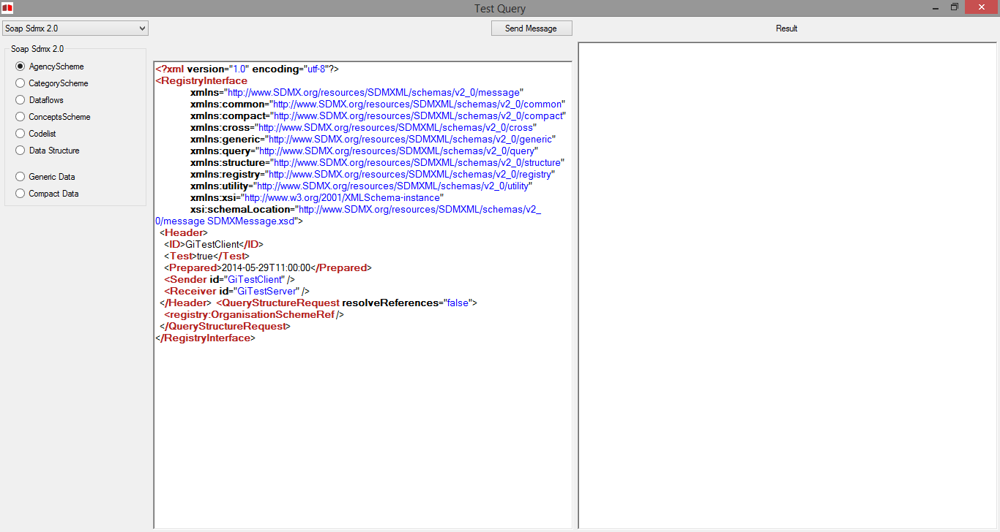 Test Query
Soap Sdmx 2.0
Send Message
Result
Soap Sdmx 2.0
AgencyScheme
CategoryScheme
Dataflows
ConceptsScheme
Codelist
Data Structure
Generic Data
Compact Data
<?xml version="1.0" encoding="utf-8"?>
<RegistryInterface
xmlns="http://www.SDMX.org/resources/SDMXML/schemas/v2_0/message"
xmlns:common="http://www.SDMX.org/resources/SDMXML/schemas/v2_0/common"
xmlns:compact="http://www.SDMX.org/resources/SDMXML/schemas/v2_0/compact"
xmlns:cross="http://www.SDMX.org/resources/SDMXML/schemas/v2_0/cross"
xmlns:generic="http://www.SDMX.org/resources/SDMXML/schemas/v2_0/generic"
xmlns:query="http://www.SDMX.org/resources/SDMXML/schemas/v2_0/query"
xmlns:structure="http://www.SDMX.org/resources/SDMXML/schemas/v2_0/structure"
xmlns:registry="http://www.SDMX.org/resources/SDMXML/schemas/v2_0/registry"
xmlns:utility="http://www.SDMX.org/resources/SDMXML/schemas/v2_0/utility"
xmlns:xsi="http://www.w3.org/2001/XMLSchema-instance"
xsi:schemaLocation="http://www.SDMX.org/resources/SDMXML/schemas/v2_
0/message SDMXMessage.xsd">
<Header>
<ID>GiTestClient</ID>
<Test>true</Test>
<Prepared>2014-05-29T11:00:00</Prepared>
<Sender id="GiTestClient" />
<Receiver id="GiTestServer" />
</Header> <QueryStructureRequest resolveReferences="false">
<registry:OrganisationSchemeRef />
</QueryStructureRequest>
</RegistryInterface>